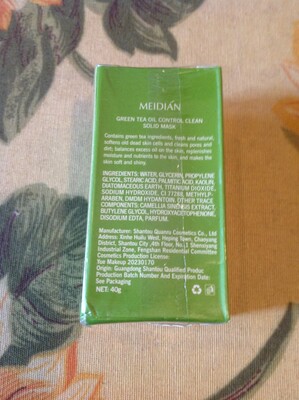 MEIDIAN
GREEN TEA OIL CONTROL CLEAN
SOLID MASK
Contains green tea ingredients, fresh and natural,
softens old dead skin cells and cleans pores and
dirt, balances excess oil on the skin, replenishes
moisture and nutrients to the skin, and makes the
skin soft and shiny.
INGREDIENTS: WATER, GLYCERIN, PROPYLENE
GLYCOL, STEARIC ACID, PALMITIC ACID, KAOLIN,
DIATOMACEOUS EARTH, TITANIUM DIOXIDE,
SODIUM HYDROXIDE, CI 77288, METHYLP-
ARABEN, DMDM HYDANTOIN. OTHER TRACE
COMPONENTS: CAMELLIA SINENSIS EXTRACT,
BUTYLENE GLYCOL, HYDROXYACETOPHENONE,
DISODIUM EDTA, PARFUM.
Manufacturer: Shantou Quanro Cosmetics Co., Ltd
Address: Xinhe Huiju West, Heping Town, Chaoyang
District, Shantou City ,4th Floor, No.1) Shenayang
Industrial Zone, Fengshan Residential Committee
Cosmetics Production License:
Yue Makeup 20230170
Origin: Guangdong Shantou Qualified Produc
Production Batch Number And Expiration Date:
See Packaging
Net: 40g